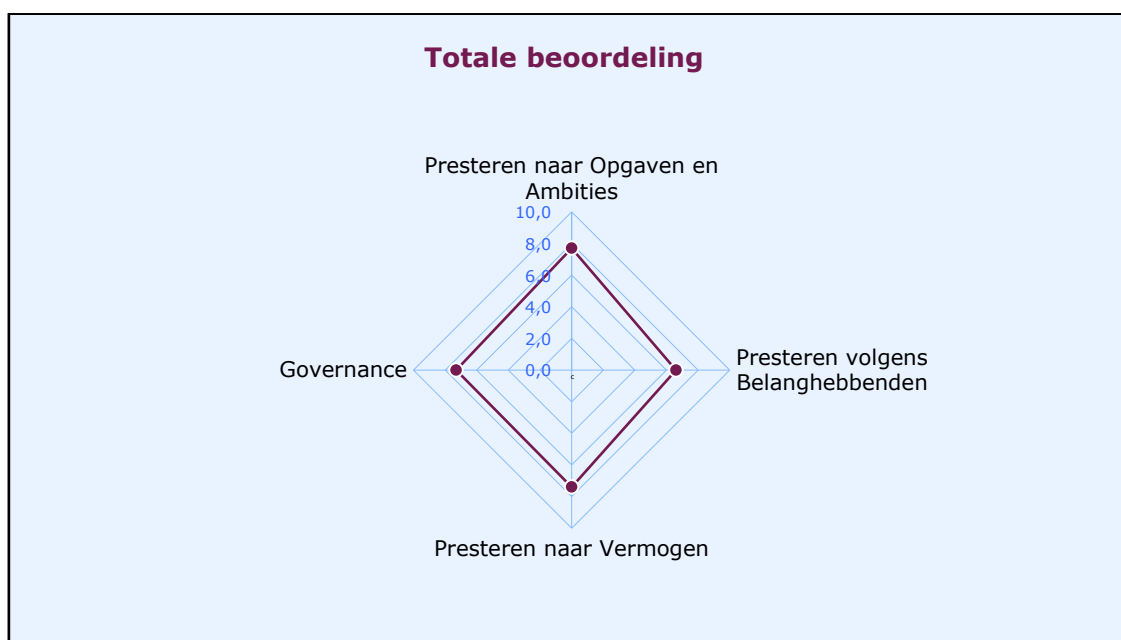 Totale beoordeling
Presteren naar Opgaven en
Ambities
10,0
8,0
6,0
4,0
2,0
0,0
c
Governance
Presteren volgens
Belanghebbenden
Presteren naar Vermogen